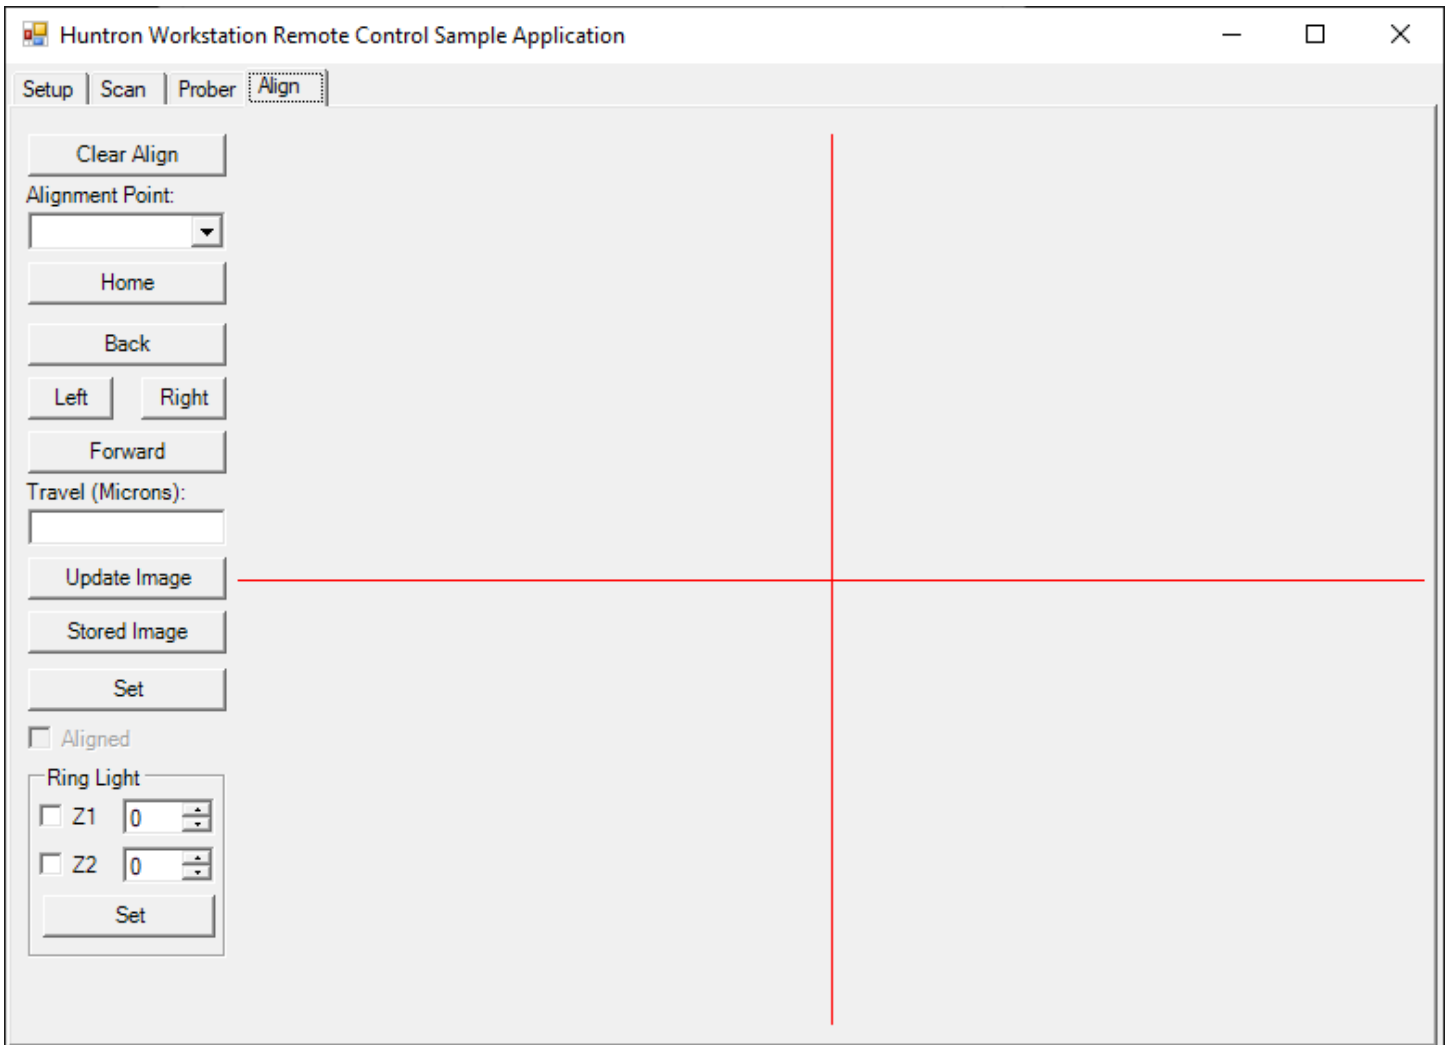 Huntron Workstation Remote Control Sample Application
Setup Scan Prober Align
Clear Align
Alignment Point:
Home
Back
Left Right
Forward
Travel (Microns):
Update Image
Stored Image
Set
Aligned
Ring Light
Z1 0
Z2 0
Set